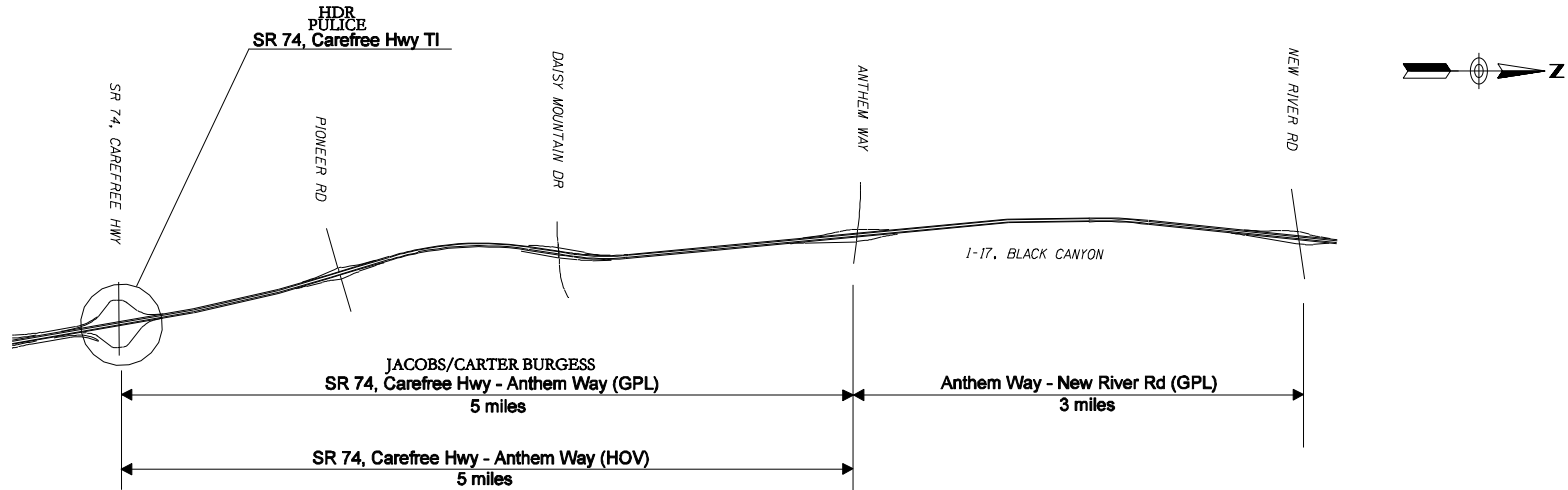 HDR
PULICE
SR 74, Carefree Hwy TI
SR 74, CAREFREE HWY
PIONEER RD
DAISY MOUNTAIN DR
ANTHEM WAY
NEW RIVER RD
Z
I-17, BLACK CANYON
JACOBS/CARTER BURGESS
SR 74, Carefree Hwy - Anthem Way (GPL)
5 miles
Anthem Way - New River Rd (GPL)
3 miles
SR 74, Carefree Hwy - Anthem Way (HOV)
5 miles